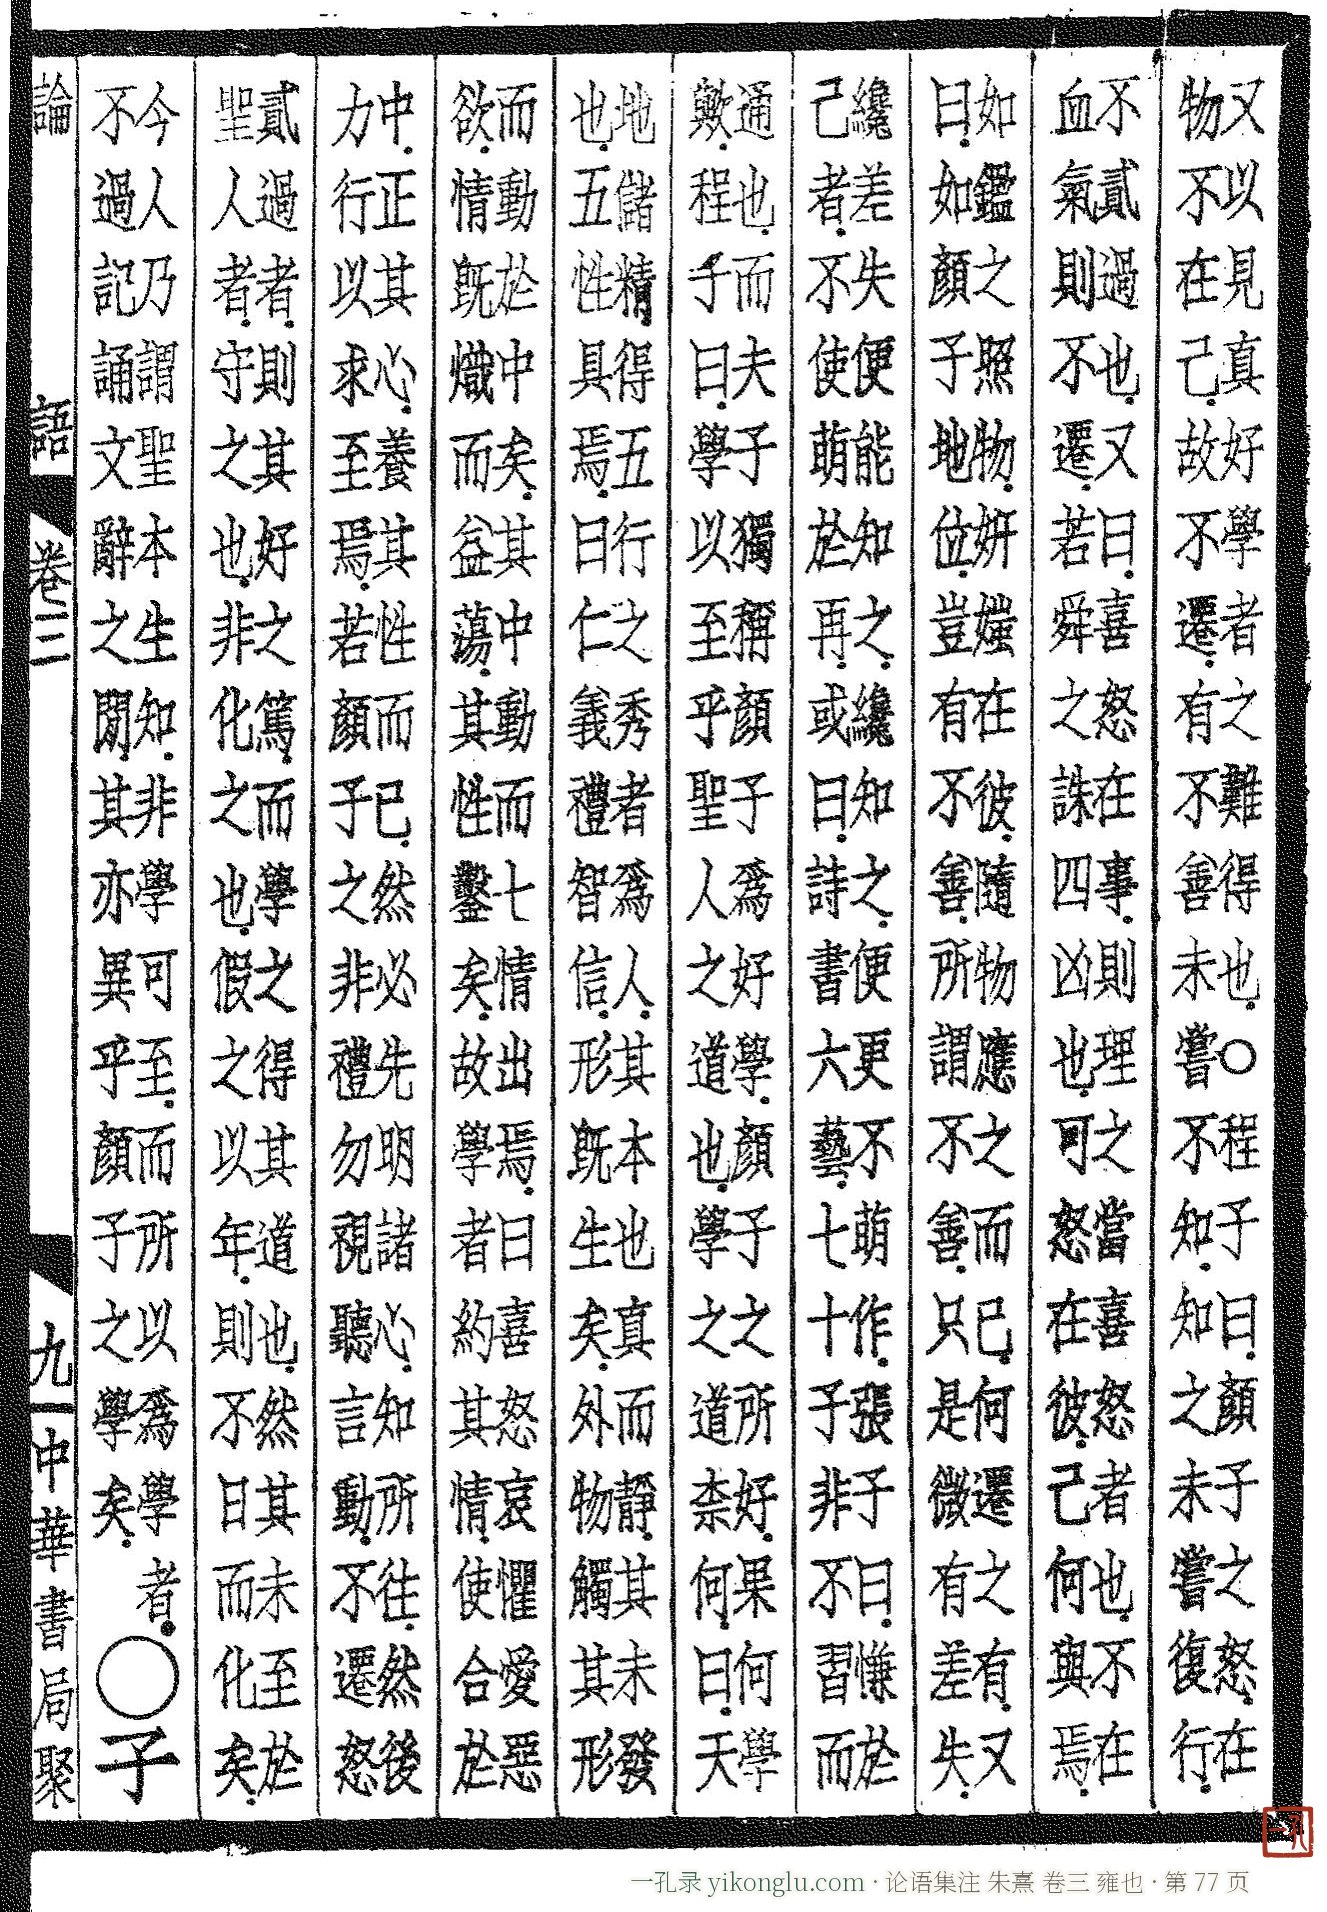 又以見真好學者之難得也。○程子曰。顏子之怒。在
物不在己。故不遷。有不善未嘗不知。知之未嘗復行。
不貳過也。又曰。喜怒在事。則理之當喜怒者也。不在
血氣則不遷。若舜之誅四凶也。可怒在彼。己何與焉。
如鑑之照物。妍媸在彼。隨物應之而已。何遷之有。又
曰。如顏子地位。豈有不善。所謂不善。只是微有差失。
纔差失便能知之。纔知之。便更不萌作。張子曰。慊於
己者。不使萌於再。或曰。詩書六藝。七十子非不習而
通也。而夫子獨稱顏子爲好學。顏子之所好。果何學
歟。程子曰。學以至乎聖人之道也。學之道柰何。曰。天
地儲精。得五行之秀者爲人。其本也真而靜。其未發
也。五性具焉。曰仁義禮智信。形既生矣。外物觸其形
而動於中矣。其中動而七情出焉。曰喜怒哀懼愛惡
欲。情既熾而益蕩。其性鑿矣。故學者約其情。使合於
中。正其心。養其性而已。然必先明諸心。知所往。然後
力行以求至焉。若顏子之非禮勿視聽言動。不遷怒
貳過者。則其好之篤。而學之得其道也。然其未至於
聖人者。守之也。非化之也。假之以年。則不日而化矣。
今人乃謂聖本生知。非學可至。而所以爲學者。
不過記誦文辭之閒。其亦異乎顏子之學矣。
○子
論語 卷三 九 中華書局聚
一孔
一孔录 yikonglu.com · 论语集注 朱熹 卷三 雍也 · 第 77 页